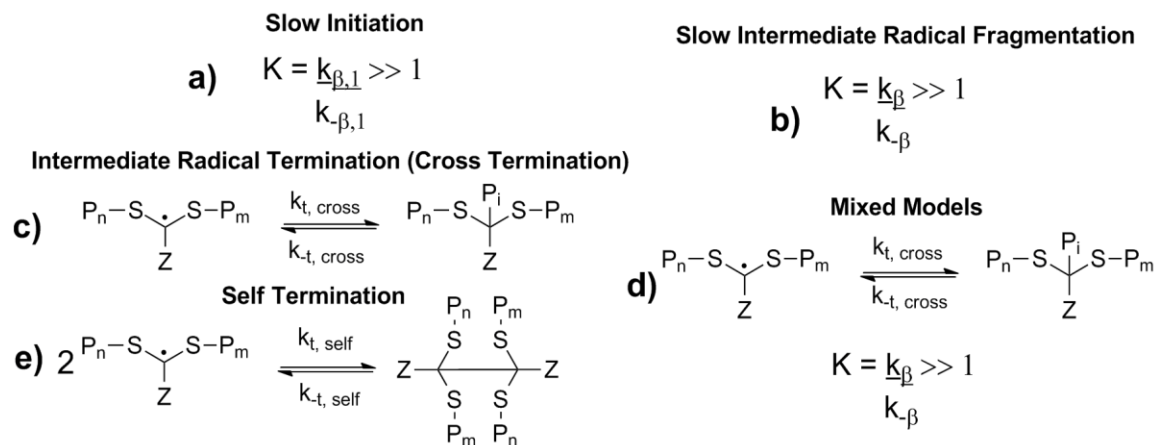 Slow Initiation
a) K = kβ,1 >> 1
k-β,1
Slow Intermediate Radical Fragmentation
b) K = kβ >> 1
k-β
Intermediate Radical Termination (Cross Termination)
c) Pn S S Pm
Z
kt, cross
k-t, cross
Pi
Pn S S Pm
Z
Mixed Models
d) Pn S S Pm
Z
kt, cross
k-t, cross
Pi
Pn S S Pm
Z
K = kβ >> 1
k-β
Self Termination
e) 2 Pn S S Pm
Z
kt, self
k-t, self
Pn Pm
S S
Z Z
S S
Pm Pn